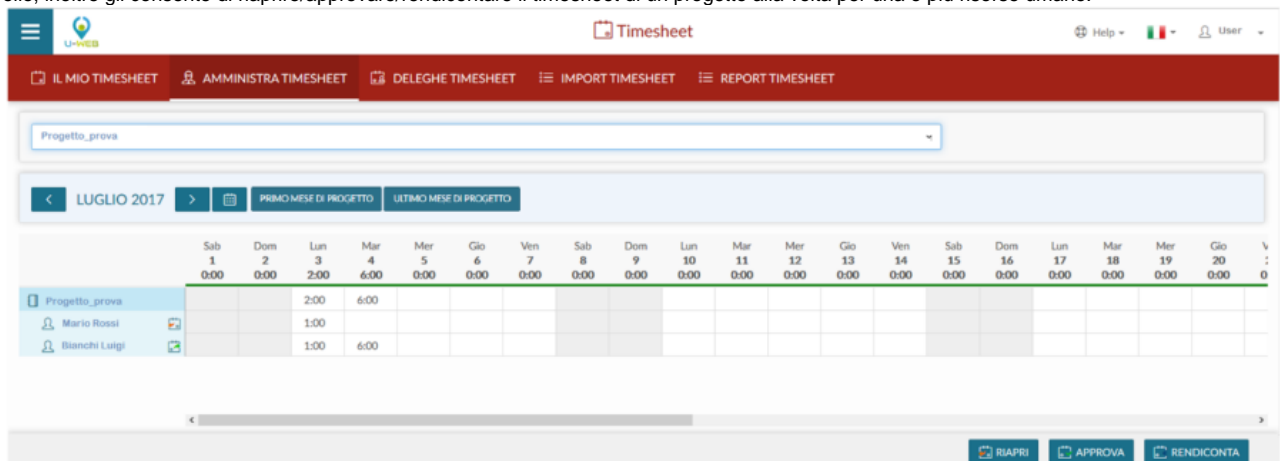 Timesheet
U-WEB
Help
User
IL MIO TIMESHEET AMMINISTRA TIMESHEET DELEGHE TIMESHEET IMPORT TIMESHEET REPORT TIMESHEET
Progetto_prova
LUGLIO 2017 PRIMO MESE DI PROGETTO ULTIMO MESE DI PROGETTO
Sab Dom Lun Mar Mer Gio Ven Sab Dom Lun Mar Mer Gio Ven Sab Dom Lun Mar Mer Gio
1 2 3 4 5 6 7 8 9 10 11 12 13 14 15 16 17 18 19 20
0:00 0:00 2:00 6:00 0:00 0:00 0:00 0:00 0:00 0:00 0:00 0:00 0:00 0:00 0:00 0:00 0:00 0:00 0:00 0:00
Progetto_prova 2:00 6:00
Mario Rossi 1:00
Bianchi Luigi 1:00 6:00
RIAPRI APPROVA RENDICONTA